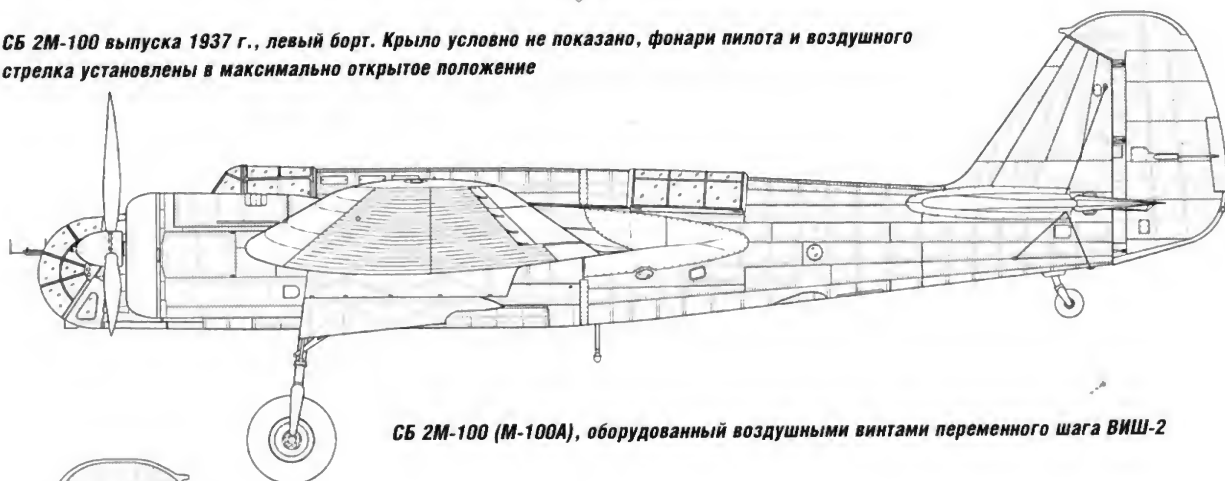 СБ 2М-100 выпуска 1937 г., левый борт. Крыло условно не показано, фонари пилота и воздушного
стрелка установлены в максимально открытое положение
СБ 2М-100 (М-100А), оборудованный воздушными винтами переменного шага ВИШ-2